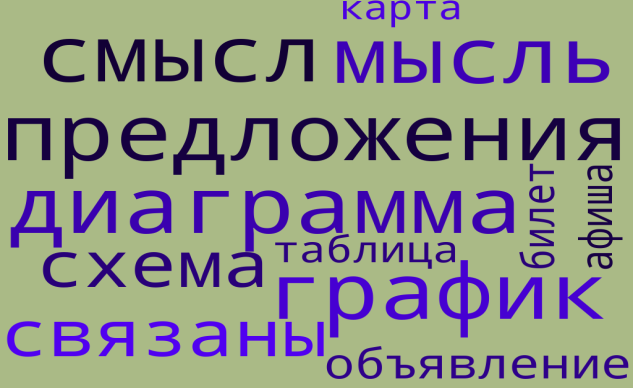 карта
смысл мысль
предложения
диаграмма
билет
афиша
схема
таблица
график
связаны
объявление